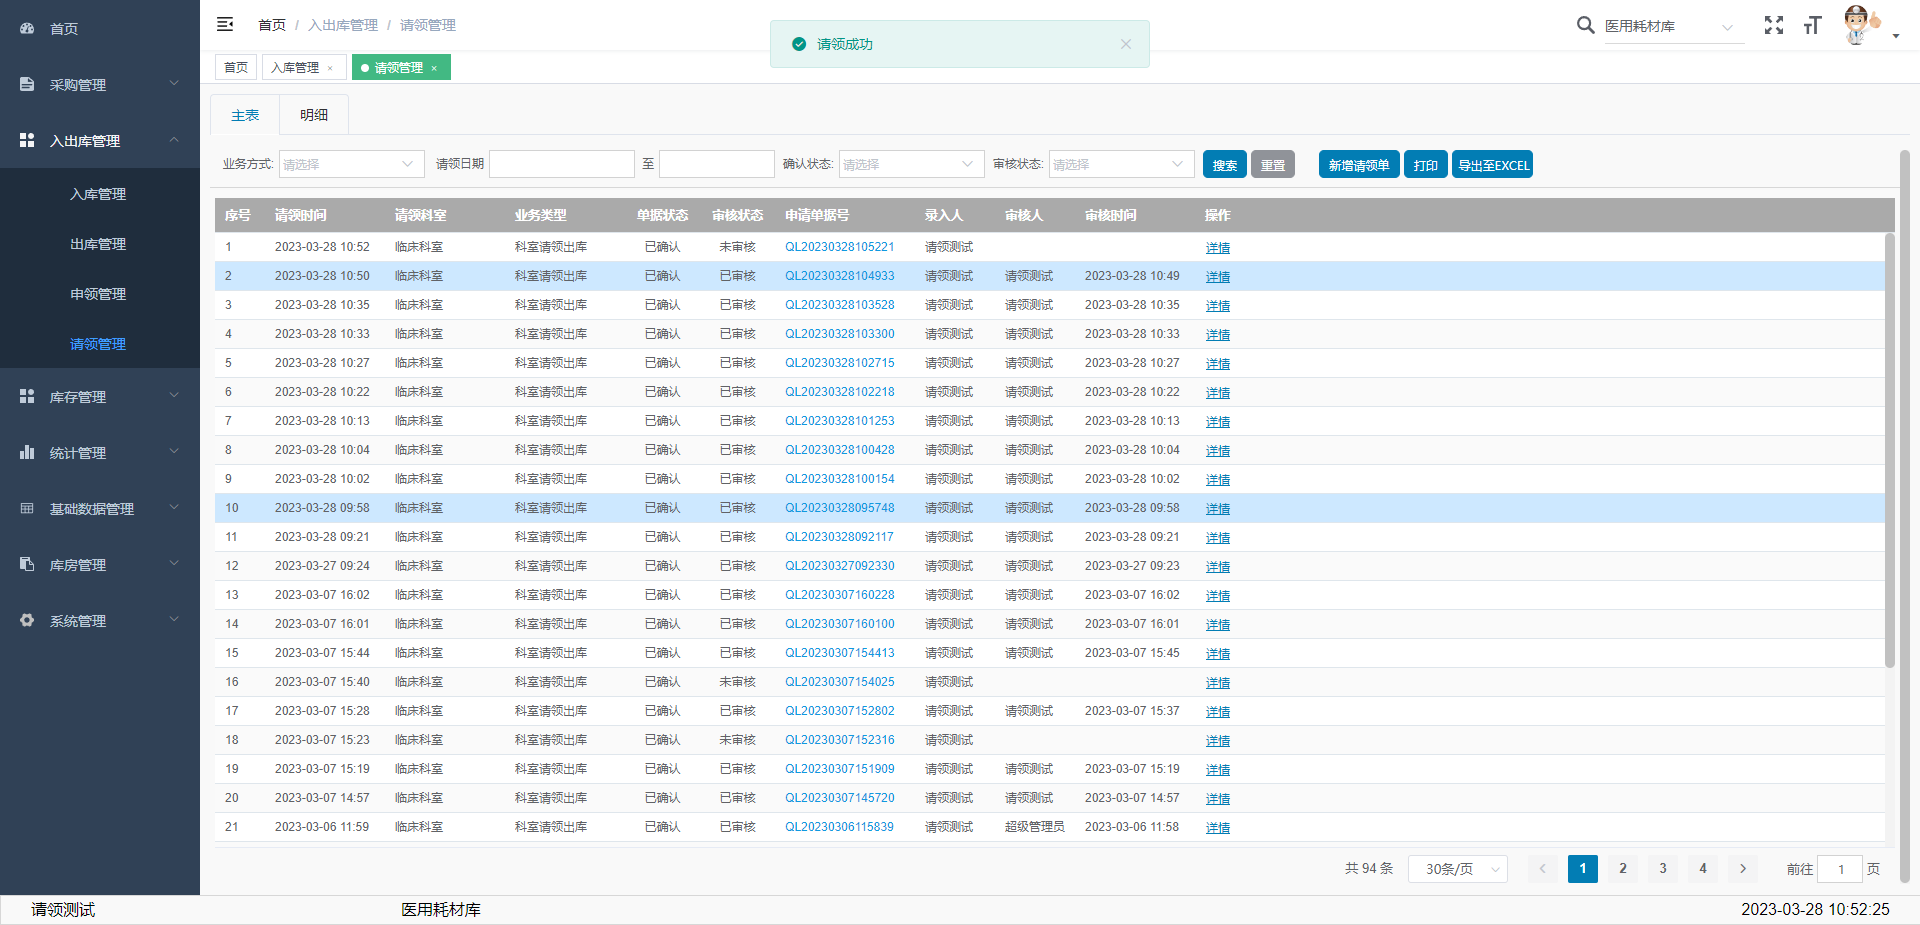 首页
采购管理
入出库管理
入库管理
出库管理
申领管理
请领管理
库存管理
统计管理
基础数据管理
库房管理
系统管理
首页 / 入出库管理 / 请领管理
请领成功
医用耗材库
首页
入库管理 ×
请领管理 ×
主表 明细
业务方式: 请选择 请领日期 至 确认状态: 请选择 审核状态: 请选择 搜索 重置 新增请领单 打印 导出至EXCEL
序号 请领时间 请领科室 业务类型 单据状态 审核状态 申请单据号 录入人 审核人 审核时间 操作
1 2023-03-28 10:52 临床科室 科室请领出库 已确认 未审核 QL20230328105221 请领测试 详情
2 2023-03-28 10:50 临床科室 科室请领出库 已确认 已审核 QL20230328104933 请领测试 请领测试 2023-03-28 10:49 详情
3 2023-03-28 10:35 临床科室 科室请领出库 已确认 已审核 QL20230328103528 请领测试 请领测试 2023-03-28 10:35 详情
4 2023-03-28 10:33 临床科室 科室请领出库 已确认 已审核 QL20230328103300 请领测试 请领测试 2023-03-28 10:33 详情
5 2023-03-28 10:27 临床科室 科室请领出库 已确认 已审核 QL20230328102715 请领测试 请领测试 2023-03-28 10:27 详情
6 2023-03-28 10:22 临床科室 科室请领出库 已确认 已审核 QL20230328102218 请领测试 请领测试 2023-03-28 10:22 详情
7 2023-03-28 10:13 临床科室 科室请领出库 已确认 已审核 QL20230328101253 请领测试 请领测试 2023-03-28 10:13 详情
8 2023-03-28 10:04 临床科室 科室请领出库 已确认 已审核 QL20230328100428 请领测试 请领测试 2023-03-28 10:04 详情
9 2023-03-28 10:02 临床科室 科室请领出库 已确认 已审核 QL20230328100154 请领测试 请领测试 2023-03-28 10:02 详情
10 2023-03-28 09:58 临床科室 科室请领出库 已确认 已审核 QL20230328095748 请领测试 请领测试 2023-03-28 09:58 详情
11 2023-03-28 09:21 临床科室 科室请领出库 已确认 已审核 QL20230328092117 请领测试 请领测试 2023-03-28 09:21 详情
12 2023-03-27 09:24 临床科室 科室请领出库 已确认 已审核 QL20230327092330 请领测试 请领测试 2023-03-27 09:23 详情
13 2023-03-07 16:02 临床科室 科室请领出库 已确认 已审核 QL20230307160228 请领测试 请领测试 2023-03-07 16:02 详情
14 2023-03-07 16:01 临床科室 科室请领出库 已确认 已审核 QL20230307160100 请领测试 请领测试 2023-03-07 16:01 详情
15 2023-03-07 15:44 临床科室 科室请领出库 已确认 已审核 QL20230307154413 请领测试 请领测试 2023-03-07 15:45 详情
16 2023-03-07 15:40 临床科室 科室请领出库 已确认 未审核 QL20230307154025 请领测试 详情
17 2023-03-07 15:28 临床科室 科室请领出库 已确认 已审核 QL20230307152802 请领测试 请领测试 2023-03-07 15:37 详情
18 2023-03-07 15:23 临床科室 科室请领出库 已确认 未审核 QL20230307152316 请领测试 详情
19 2023-03-07 15:19 临床科室 科室请领出库 已确认 已审核 QL20230307151909 请领测试 请领测试 2023-03-07 15:19 详情
20 2023-03-07 14:57 临床科室 科室请领出库 已确认 已审核 QL20230307145720 请领测试 请领测试 2023-03-07 14:57 详情
21 2023-03-06 11:59 临床科室 科室请领出库 已确认 已审核 QL20230306115839 请领测试 超级管理员 2023-03-06 11:58 详情
共 94 条 30条/页 < 1 2 3 4 > 前往 1 页
请领测试 医用耗材库 2023-03-28 10:52:25